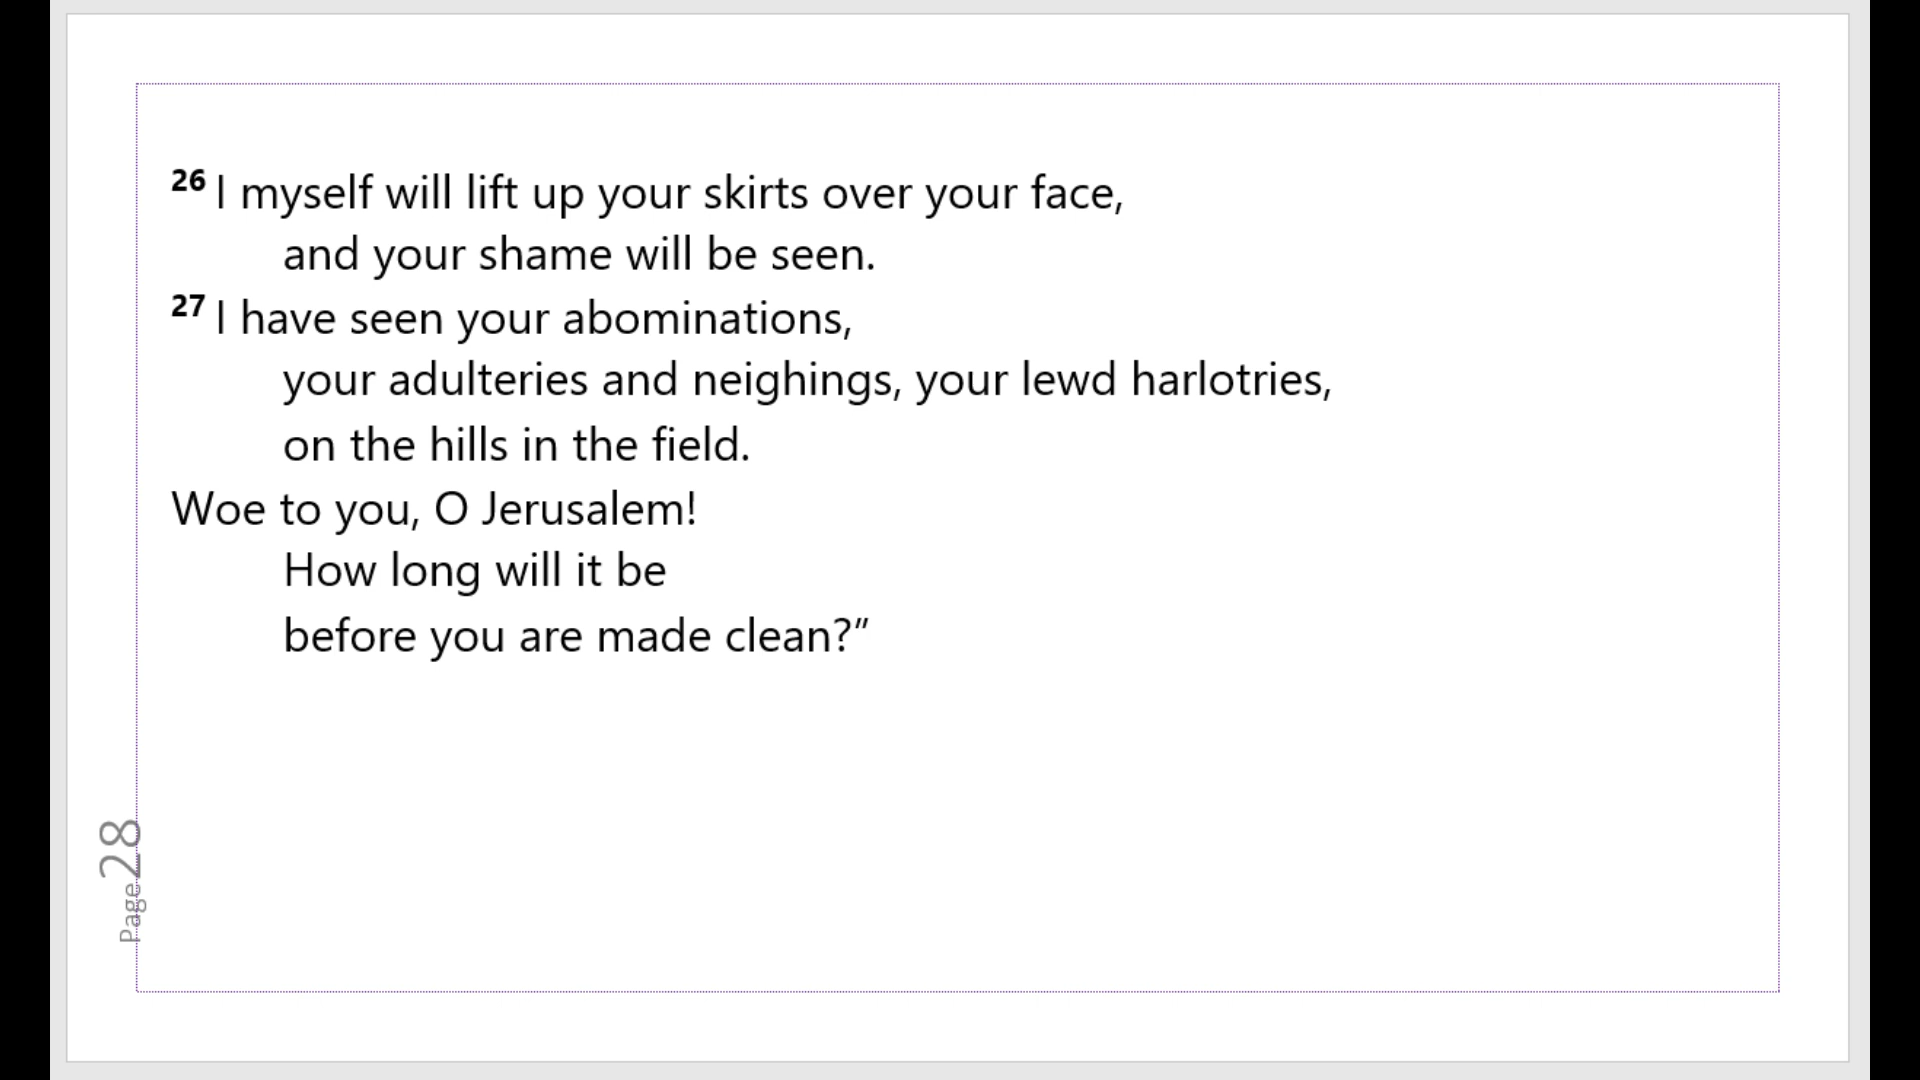 26 I myself will lift up your skirts over your face,
and your shame will be seen.
27 I have seen your abominations,
your adulteries and neighings, your lewd harlotries,
on the hills in the field.
Woe to you, O Jerusalem!
How long will it be
before you are made clean?”
Page 28